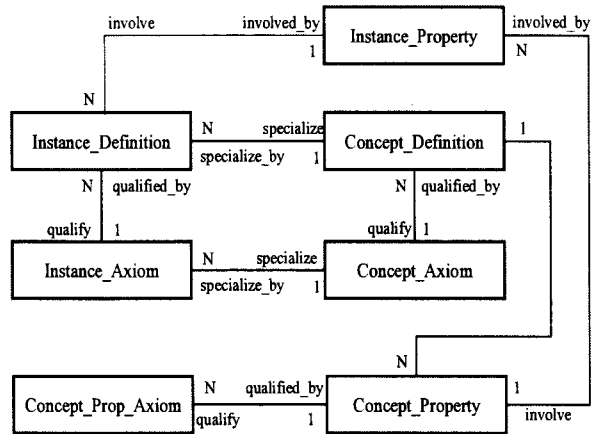 involve involved_by Instance_Property involved_by
1 N
N
Instance_Definition N specialize Concept_Definition 1
specialize_by 1
N qualified_by N qualified_by
qualify 1 qualify 1
Instance_Axiom N specialize Concept_Axiom
specialize_by 1
N
Concept_Prop_Axiom N qualified_by Concept_Property 1
qualify 1 involve